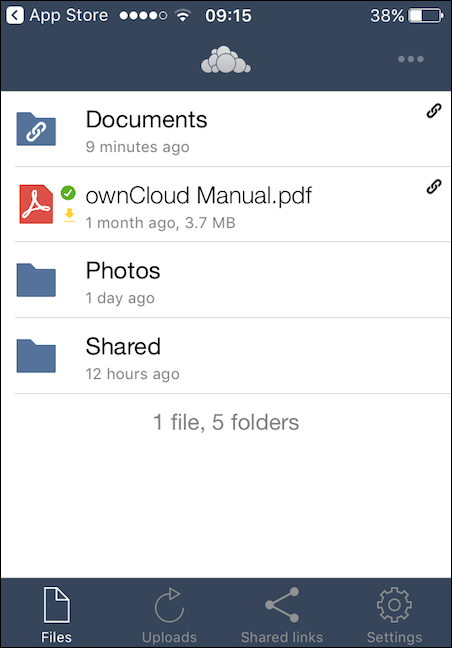 App Store 09:15 38%
Documents
9 minutes ago
ownCloud Manual.pdf
1 month ago, 3.7 MB
Photos
1 day ago
Shared
12 hours ago
1 file, 5 folders
Files Uploads Shared links Settings